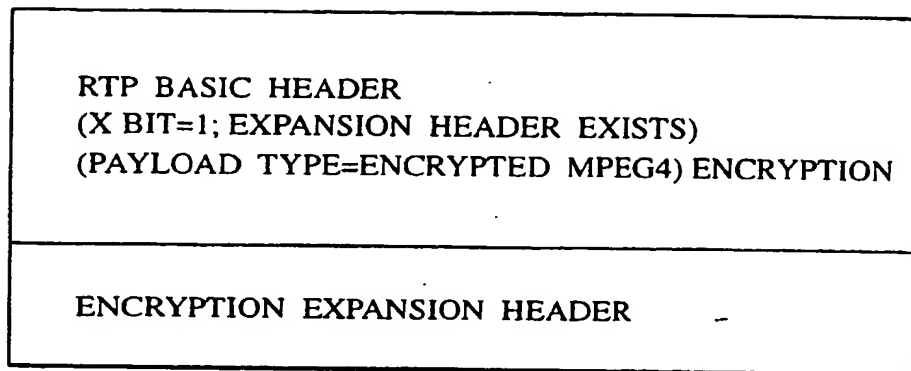 RTP BASIC HEADER
(X BIT=1; EXPANSION HEADER EXISTS)
(PAYLOAD TYPE=ENCRYPTED MPEG4) ENCRYPTION
ENCRYPTION EXPANSION HEADER